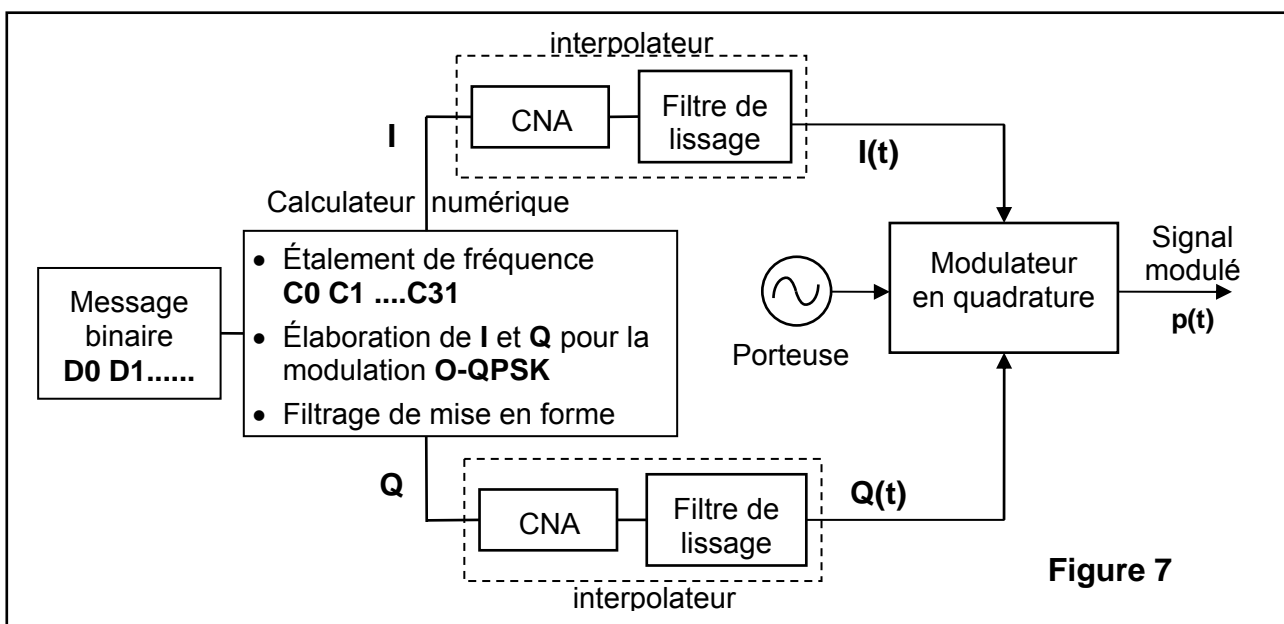 interpolateur
CNA
Filtre de
lissage
I
I(t)
Calculateur numérique
• Étalement de fréquence
C0 C1 ....C31
• Élaboration de I et Q pour la
modulation O-QPSK
• Filtrage de mise en forme
Message
binaire
D0 D1......
Porteuse
Modulateur
en quadrature
Signal
modulé
p(t)
Q
CNA
Filtre de
lissage
Q(t)
interpolateur
Figure 7